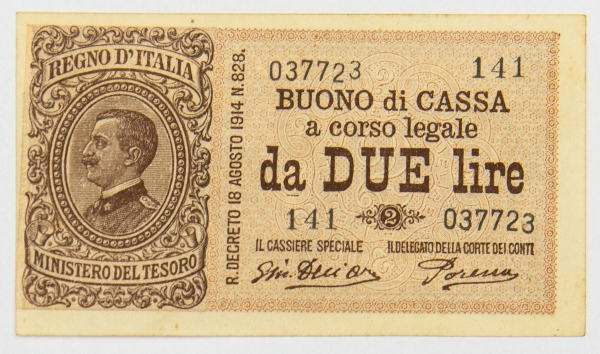 REGNO D'ITALIA
MINISTERO DEL TESORO
R. DECRETO 18 AGOSTO 1914 N. 828.
037723 141
BUONO di CASSA
a corso legale
da DUE lire
141 2 037723
IL CASSIERE SPECIALE IL DELEGATO DELLA CORTE DEI CONTI
Porena